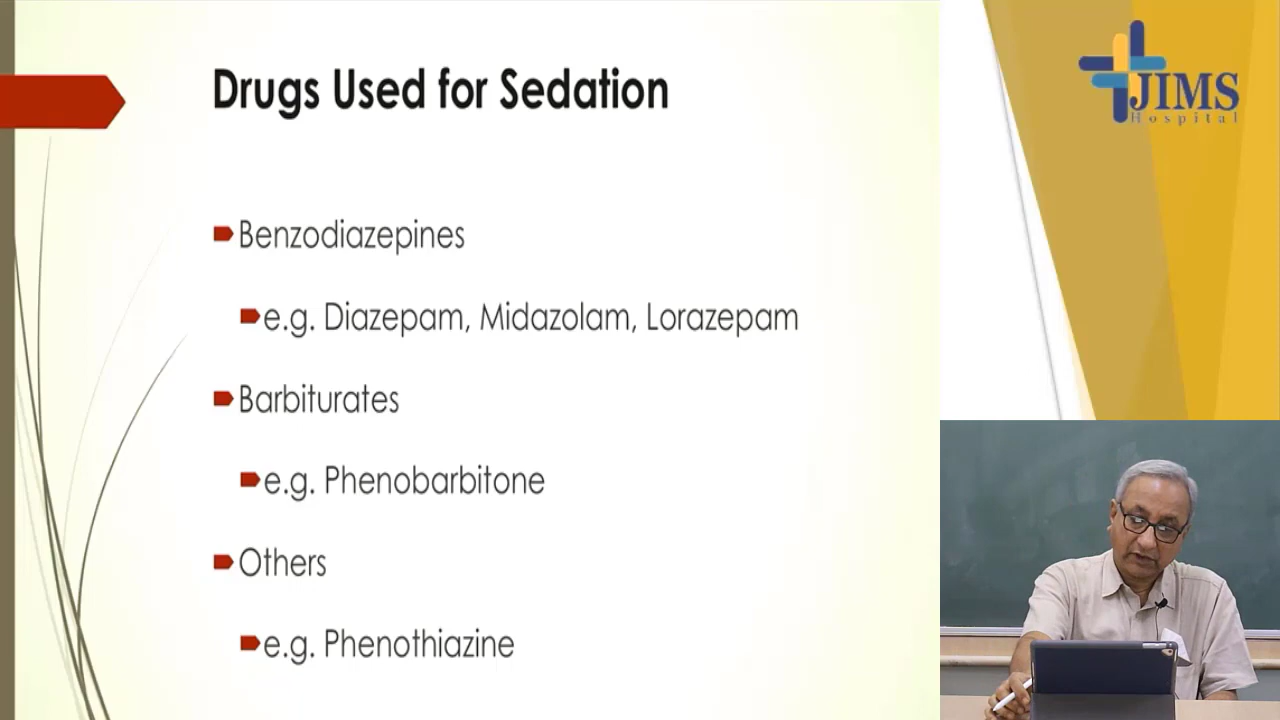 Drugs Used for Sedation
Benzodiazepines
e.g. Diazepam, Midazolam, Lorazepam
Barbiturates
e.g. Phenobarbitone
Others
e.g. Phenothiazine
JIMS
Hospital